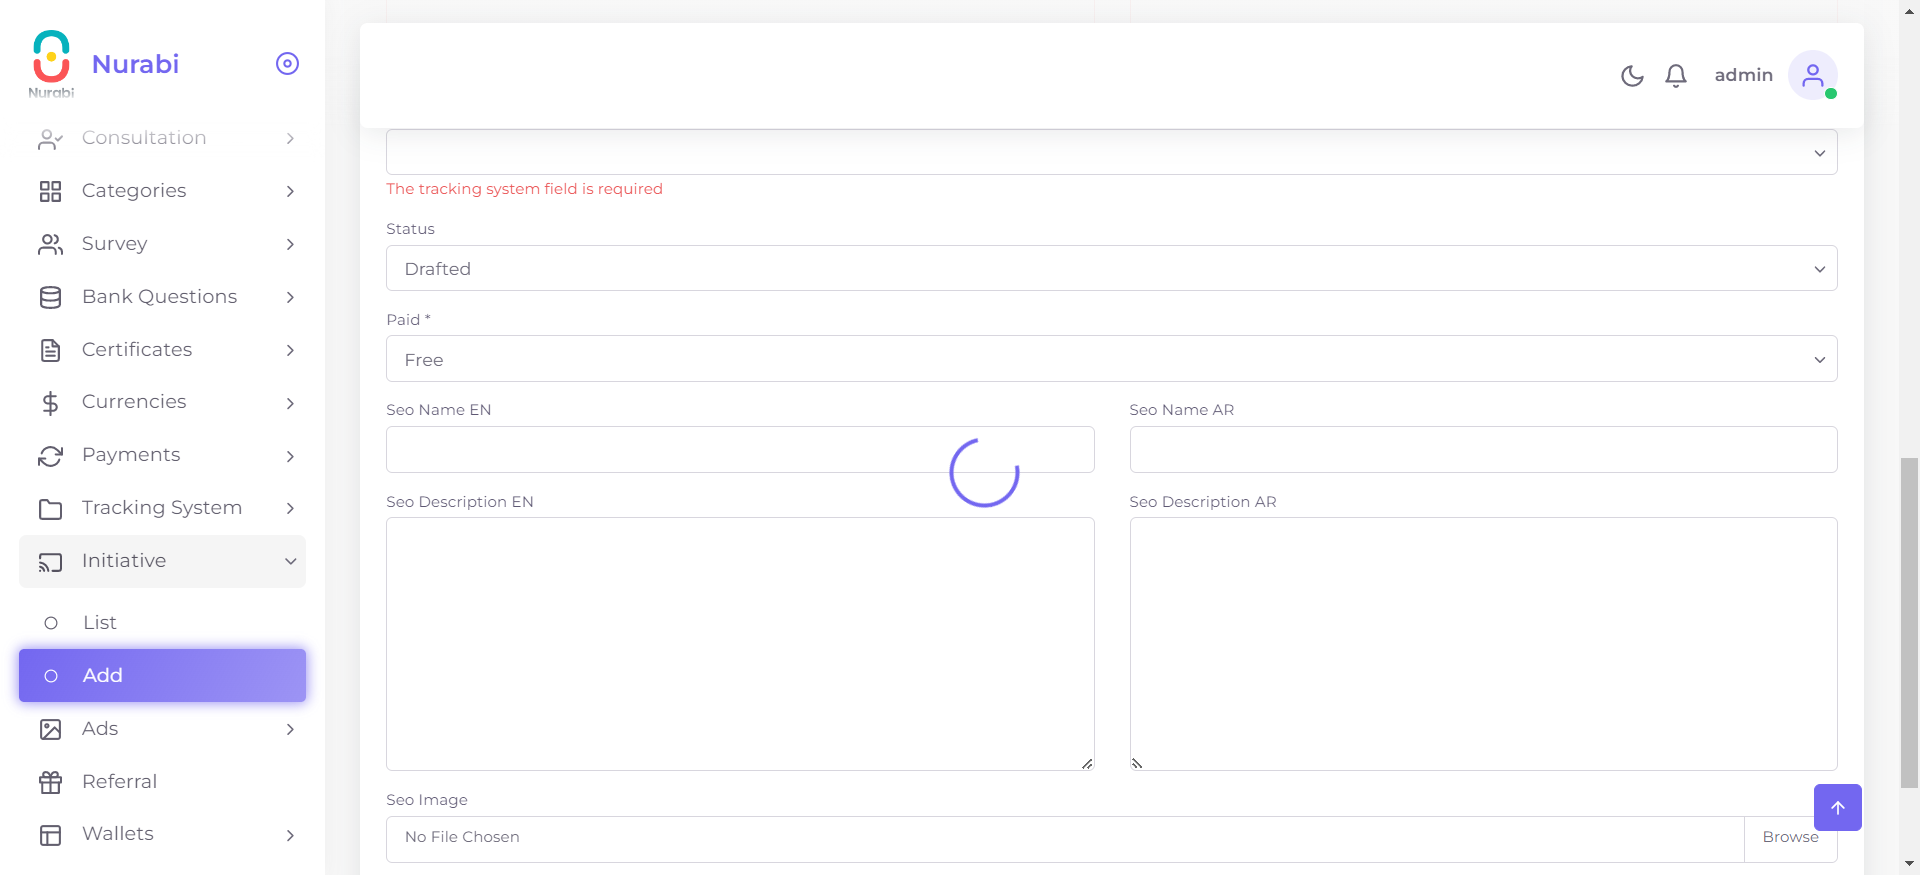 Nurabi
Nurabi
Consultation
Categories
Survey
Bank Questions
Certificates
Currencies
Payments
Tracking System
Initiative
List
Add
Ads
Referral
Wallets
admin
The tracking system field is required
Status
Drafted
Paid *
Free
Seo Name EN
Seo Name AR
Seo Description EN
Seo Description AR
Seo Image
No File Chosen
Browse